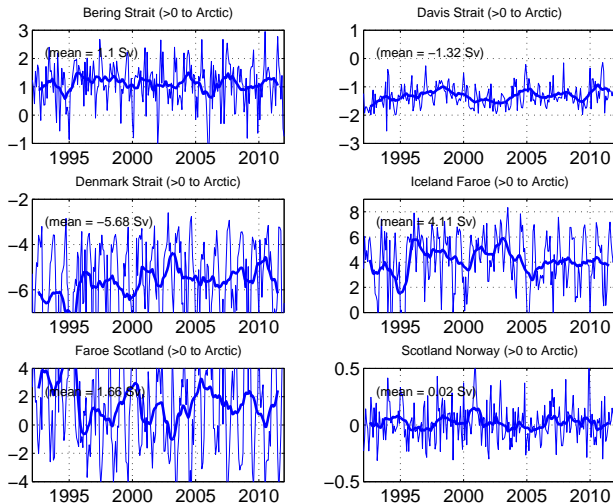 Bering Strait (>0 to Arctic)
(mean = 1.1 Sv)
3
2
1
0
−1
1995 2000 2005 2010
Davis Strait (>0 to Arctic)
(mean = −1.32 Sv)
1
0
−1
−2
−3
1995 2000 2005 2010
Denmark Strait (>0 to Arctic)
(mean = −5.68 Sv)
−2
−4
−6
1995 2000 2005 2010
Iceland Faroe (>0 to Arctic)
(mean = 4.11 Sv)
8
6
4
2
0
1995 2000 2005 2010
Faroe Scotland (>0 to Arctic)
(mean = 1.66 Sv)
4
2
0
−2
−4
1995 2000 2005 2010
Scotland Norway (>0 to Arctic)
(mean = 0.02 Sv)
0.5
0
−0.5
1995 2000 2005 2010